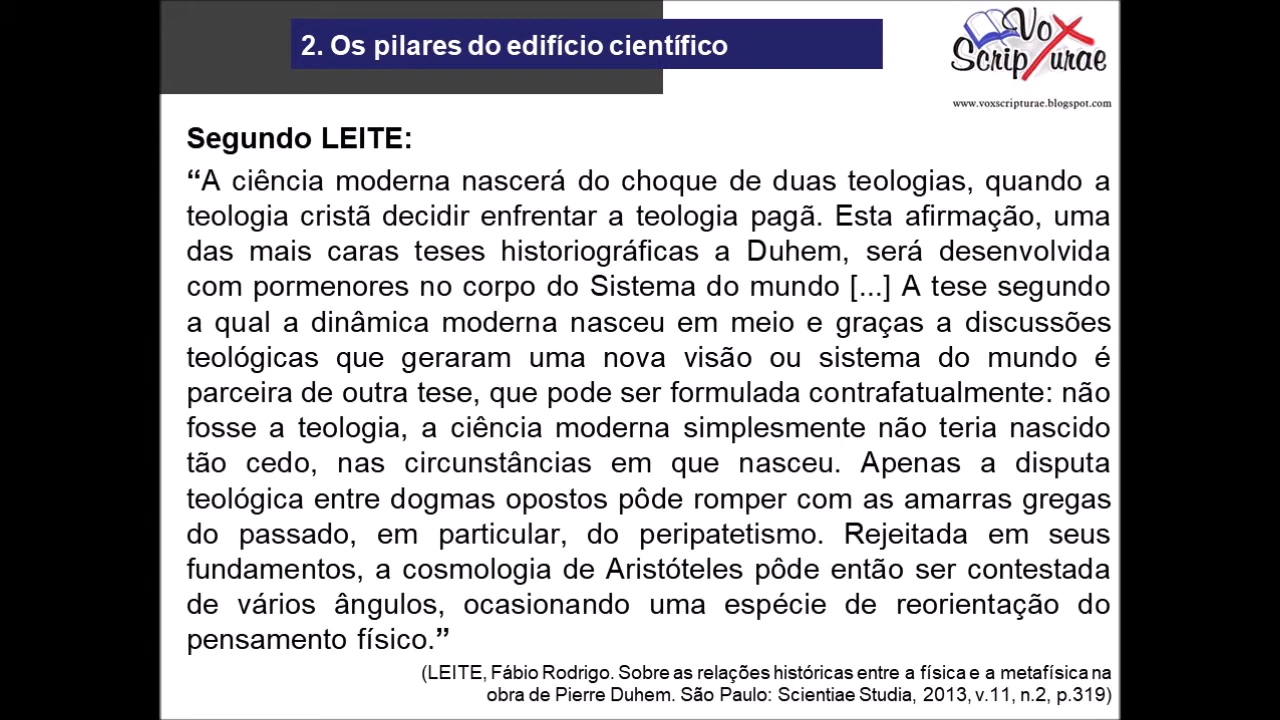 2. Os pilares do edifício científico
Vox
Scripturae
www.voxscripturae.blogspot.com
Segundo LEITE:
“A ciência moderna nascerá do choque de duas teologias, quando a
teologia cristã decidir enfrentar a teologia pagã. Esta afirmação, uma
das mais caras teses historiográficas a Duhem, será desenvolvida
com pormenores no corpo do Sistema do mundo [...] A tese segundo
a qual a dinâmica moderna nasceu em meio e graças a discussões
teológicas que geraram uma nova visão ou sistema do mundo é
parceira de outra tese, que pode ser formulada contrafatualmente: não
fosse a teologia, a ciência moderna simplesmente não teria nascido
tão cedo, nas circunstâncias em que nasceu. Apenas a disputa
teológica entre dogmas opostos pôde romper com as amarras gregas
do passado, em particular, do peripatetismo. Rejeitada em seus
fundamentos, a cosmologia de Aristóteles pôde então ser contestada
de vários ângulos, ocasionando uma espécie de reorientação do
pensamento físico.”
(LEITE, Fábio Rodrigo. Sobre as relações históricas entre a física e a metafísica na
obra de Pierre Duhem. São Paulo: Scientiae Studia, 2013, v.11, n.2, p.319)